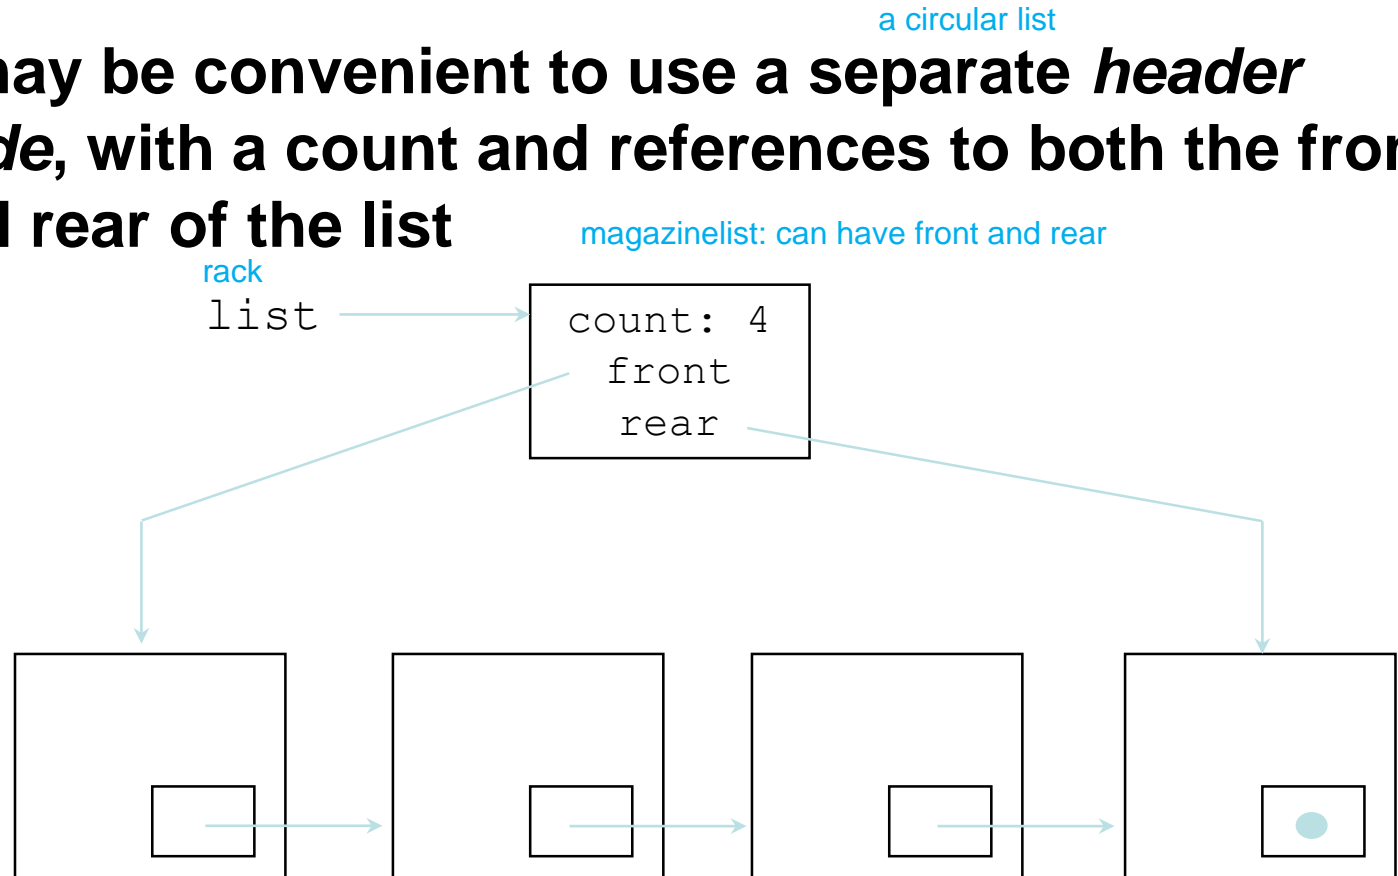 a circular list
may be convenient to use a separate header
de, with a count and references to both the fron
rear of the list
magazinelist: can have front and rear
rack
list
count: 4
front
rear